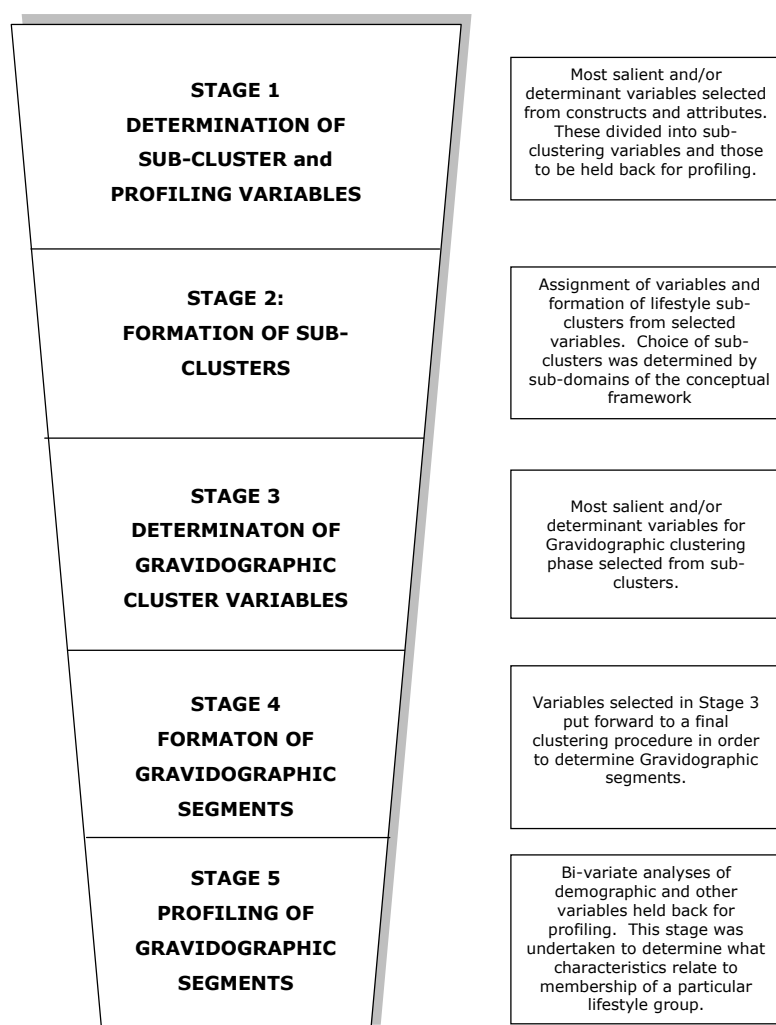 STAGE 1
DETERMINATION OF
SUB-CLUSTER and
PROFILING VARIABLES
Most salient and/or
determinant variables selected
from constructs and attributes.
These divided into sub-
clustering variables and those
to be held back for profiling.
STAGE 2:
FORMATION OF SUB-
CLUSTERS
Assignment of variables and
formation of lifestyle sub-
clusters from selected
variables. Choice of sub-
clusters was determined by
sub-domains of the conceptual
framework
STAGE 3
DETERMINATON OF
GRAVIDOGRAPHIC
CLUSTER VARIABLES
Most salient and/or
determinant variables for
Gravidographic clustering
phase selected from sub-
clusters.
STAGE 4
FORMATON OF
GRAVIDOGRAPHIC
SEGMENTS
Variables selected in Stage 3
put forward to a final
clustering procedure in order
to determine Gravidographic
segments.
STAGE 5
PROFILING OF
GRAVIDOGRAPHIC
SEGMENTS
Bi-variate analyses of
demographic and other
variables held back for
profiling. This stage was
undertaken to determine what
characteristics relate to
membership of a particular
lifestyle group.